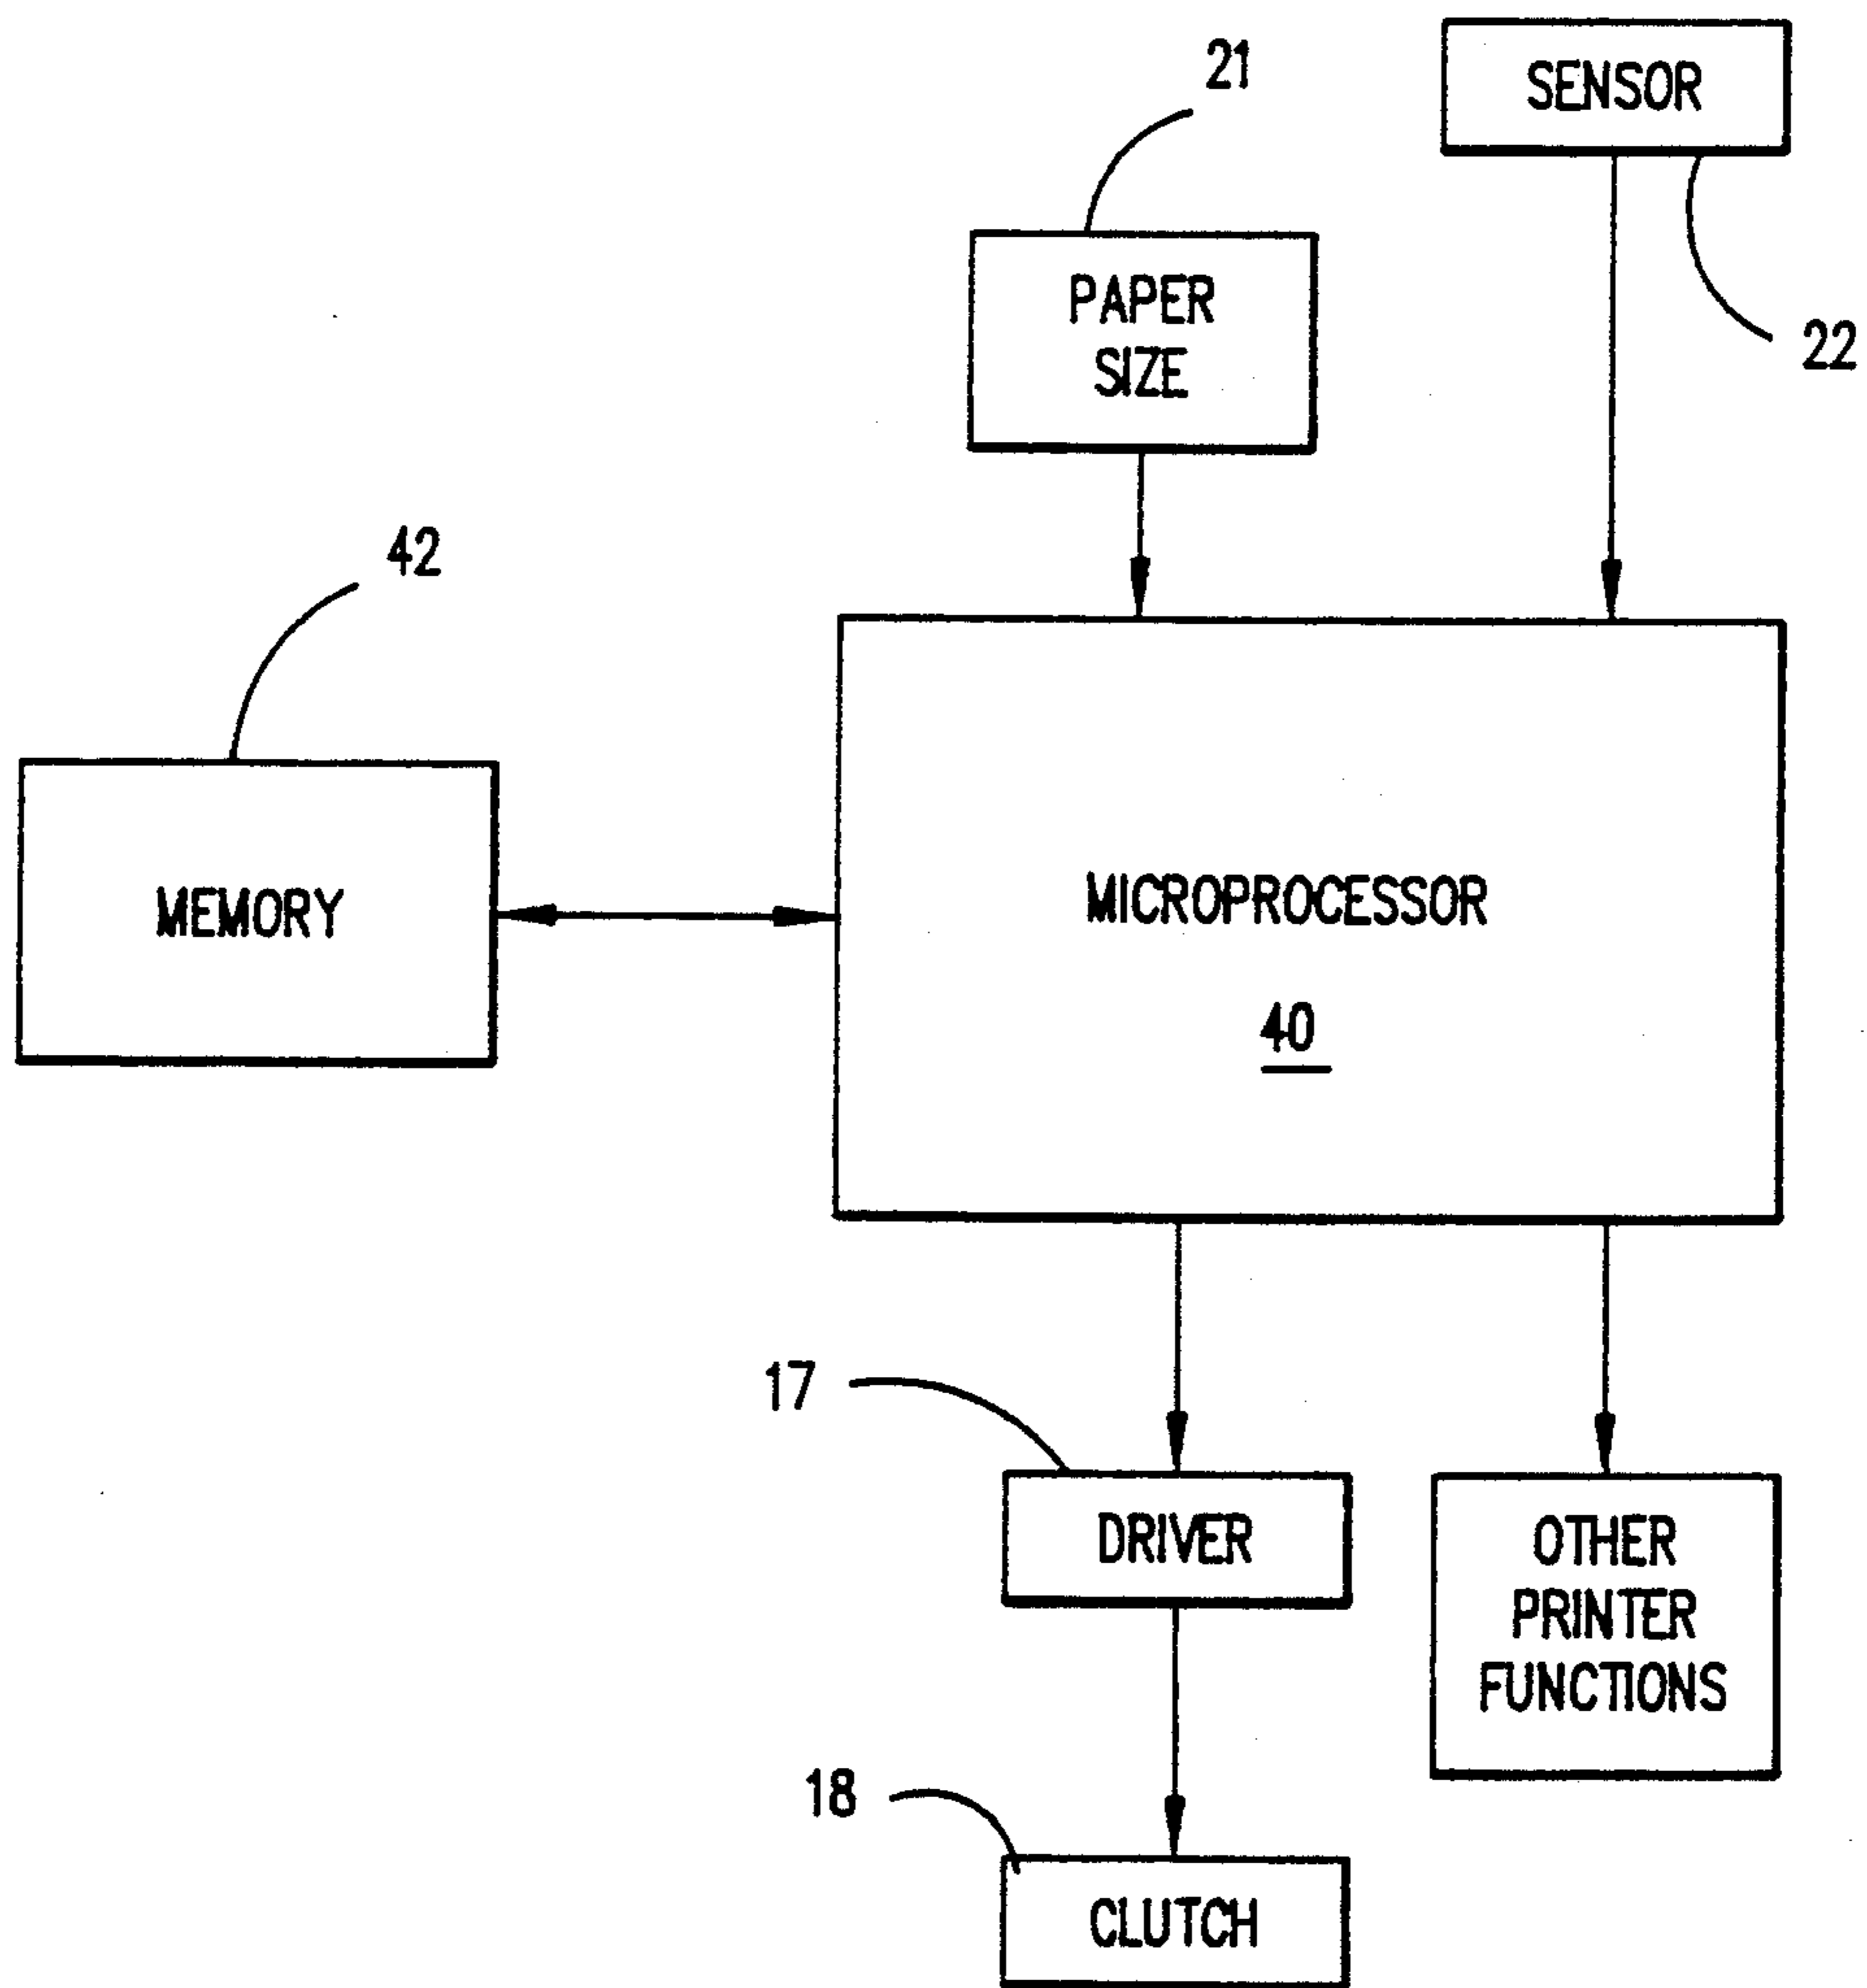 21
SENSOR
PAPER
SIZE
22
42
MEMORY
MICROPROCESSOR
40
17
DRIVER
OTHER
PRINTER
FUNCTIONS
18
CLUTCH